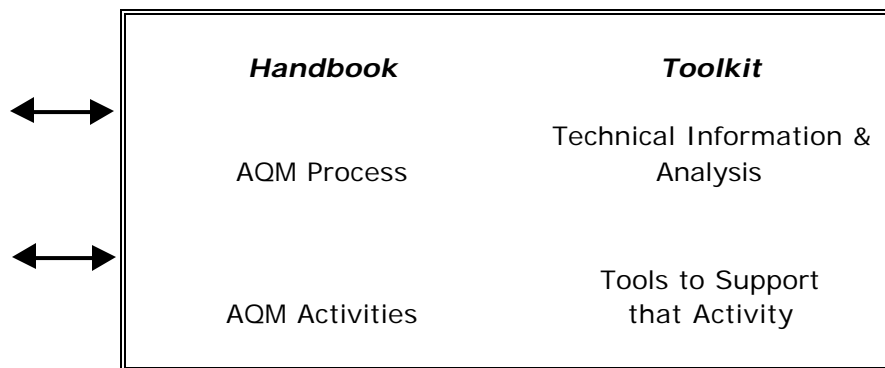 Handbook Toolkit
AQM Process
Technical Information &
Analysis
AQM Activities
Tools to Support
that Activity